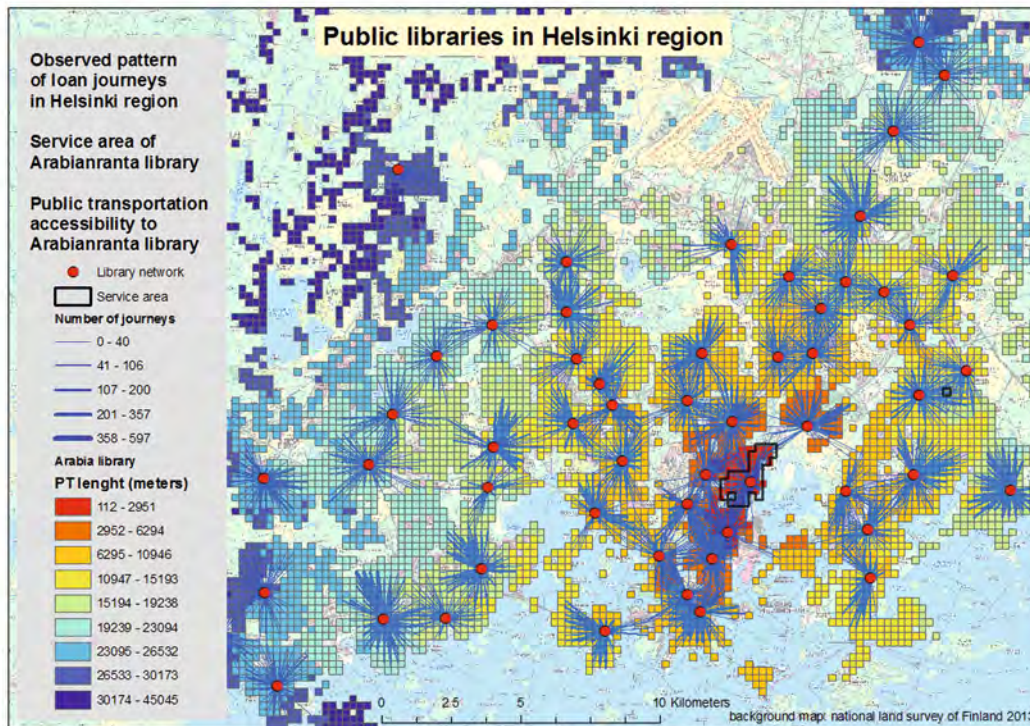 Public libraries in Helsinki region
Observed pattern
of loan journeys
in Helsinki region
Service area of
Arabianranta library
Public transportation
accessibility to
Arabianranta library
Library network
Service area
Number of journeys
0 - 40
41 - 106
107 - 200
201 - 357
358 - 597
Arabia library
PT lenght (meters)
112 - 2951
2952 - 6294
6295 - 10946
10947 - 15193
15194 - 19238
19239 - 23094
23095 - 26532
26533 - 30173
30174 - 45045
0 2.5 5 10 Kilometers
background map: national land survey of Finland 201